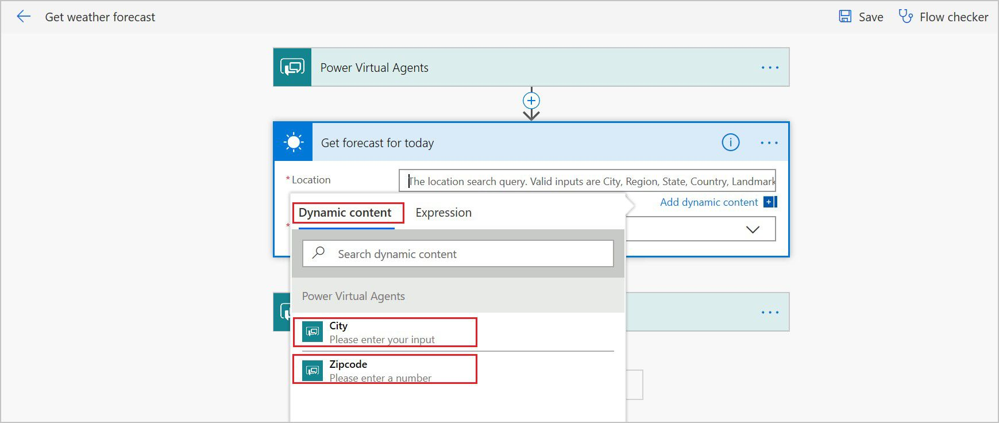 Get weather forecast
Save
Flow checker
Power Virtual Agents
Get forecast for today
* Location
The location search query. Valid inputs are City, Region, State, Country, Landmark
Add dynamic content
*
Dynamic content
Expression
Search dynamic content
Power Virtual Agents
City
Please enter your input
Zipcode
Please enter a number